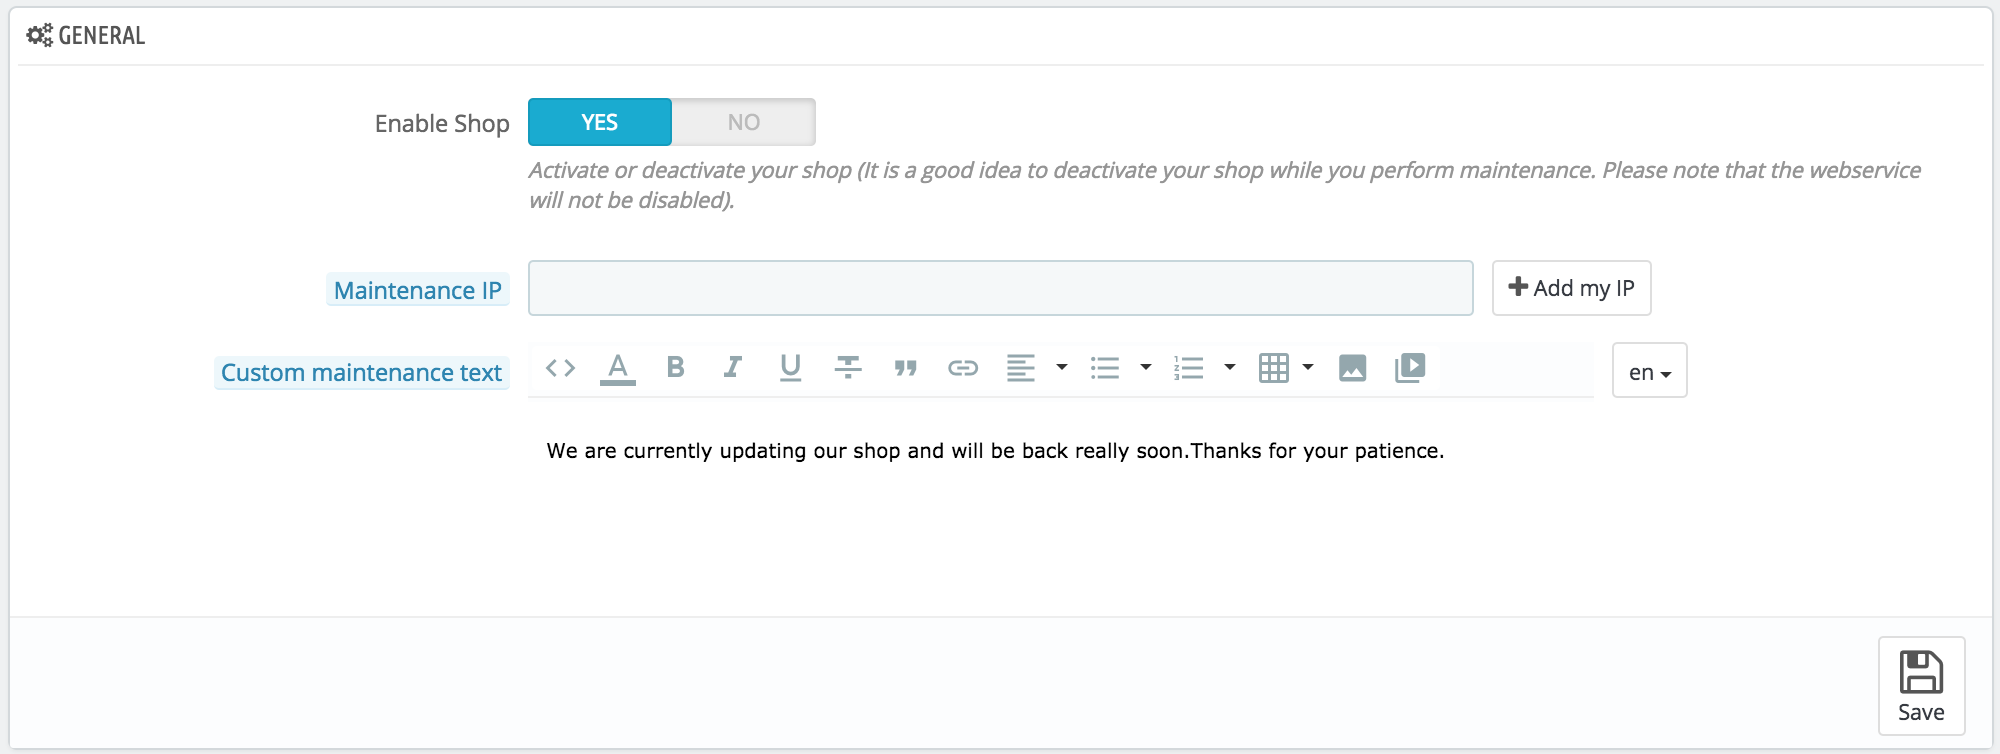 GENERAL
Enable Shop
YES
NO
Activate or deactivate your shop (It is a good idea to deactivate your shop while you perform maintenance. Please note that the webservice
will not be disabled).
Maintenance IP
Add my IP
Custom maintenance text
A B I U
en
We are currently updating our shop and will be back really soon.Thanks for your patience.
Save